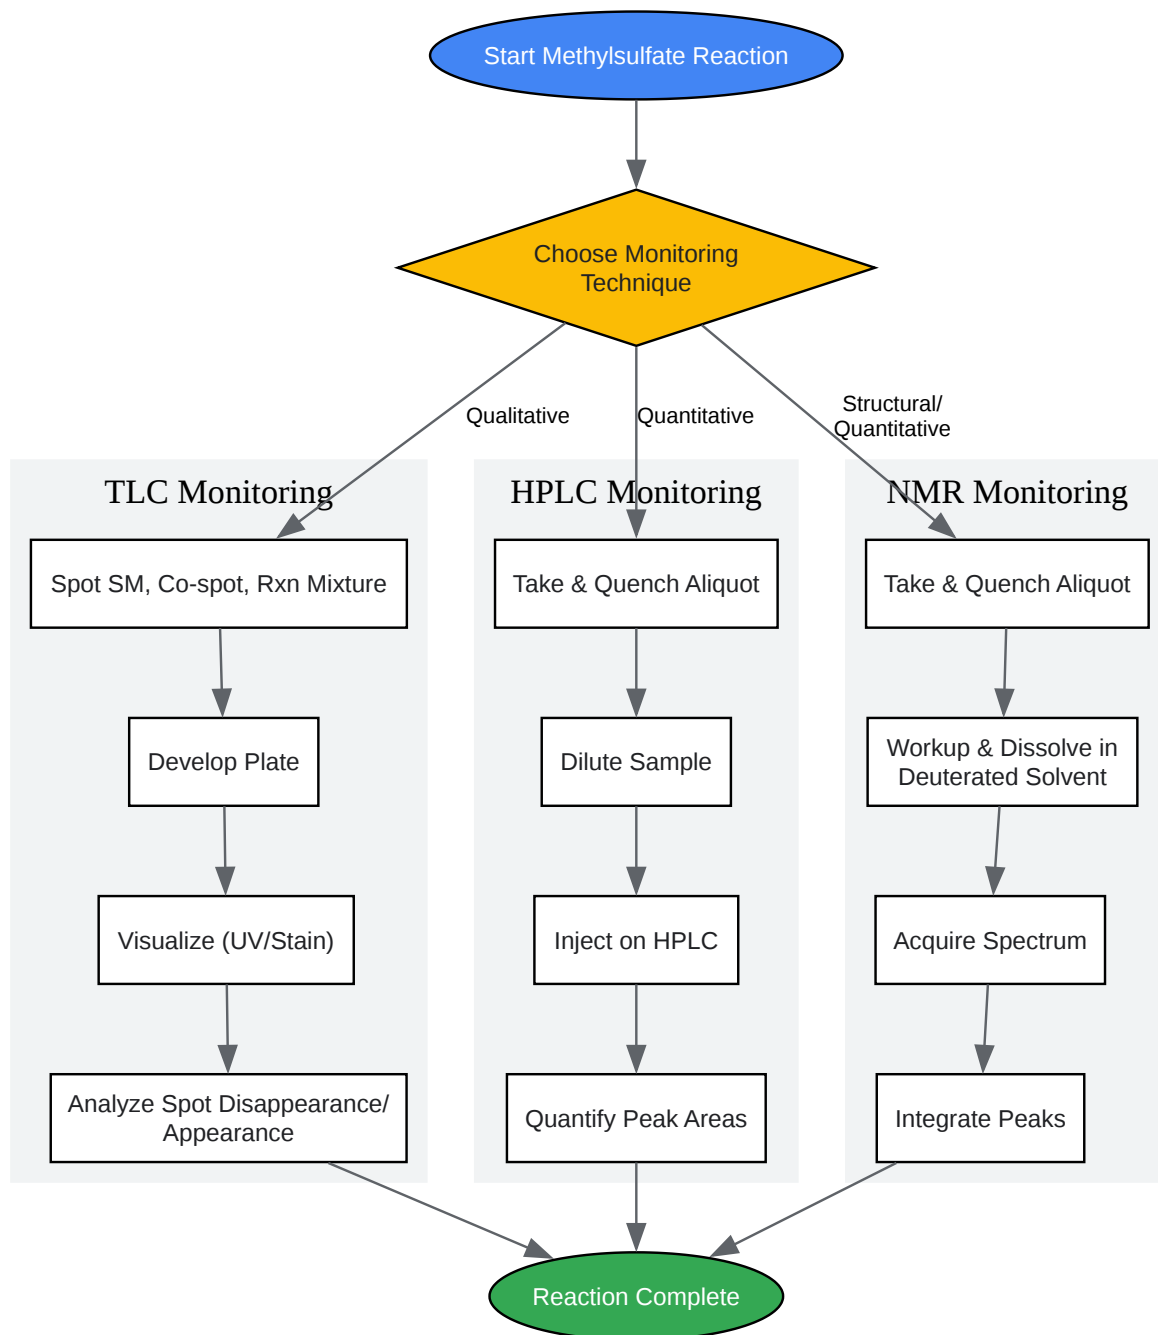 Start Methylsulfate Reaction
Choose Monitoring
Technique
Qualitative
Quantitative
Structural/
Quantitative
TLC Monitoring
Spot SM, Co-spot, Rxn Mixture
Develop Plate
Visualize (UV/Stain)
Analyze Spot Disappearance/
Appearance
HPLC Monitoring
Take & Quench Aliquot
Dilute Sample
Inject on HPLC
Quantify Peak Areas
NMR Monitoring
Take & Quench Aliquot
Workup & Dissolve in
Deuterated Solvent
Acquire Spectrum
Integrate Peaks
Reaction Complete